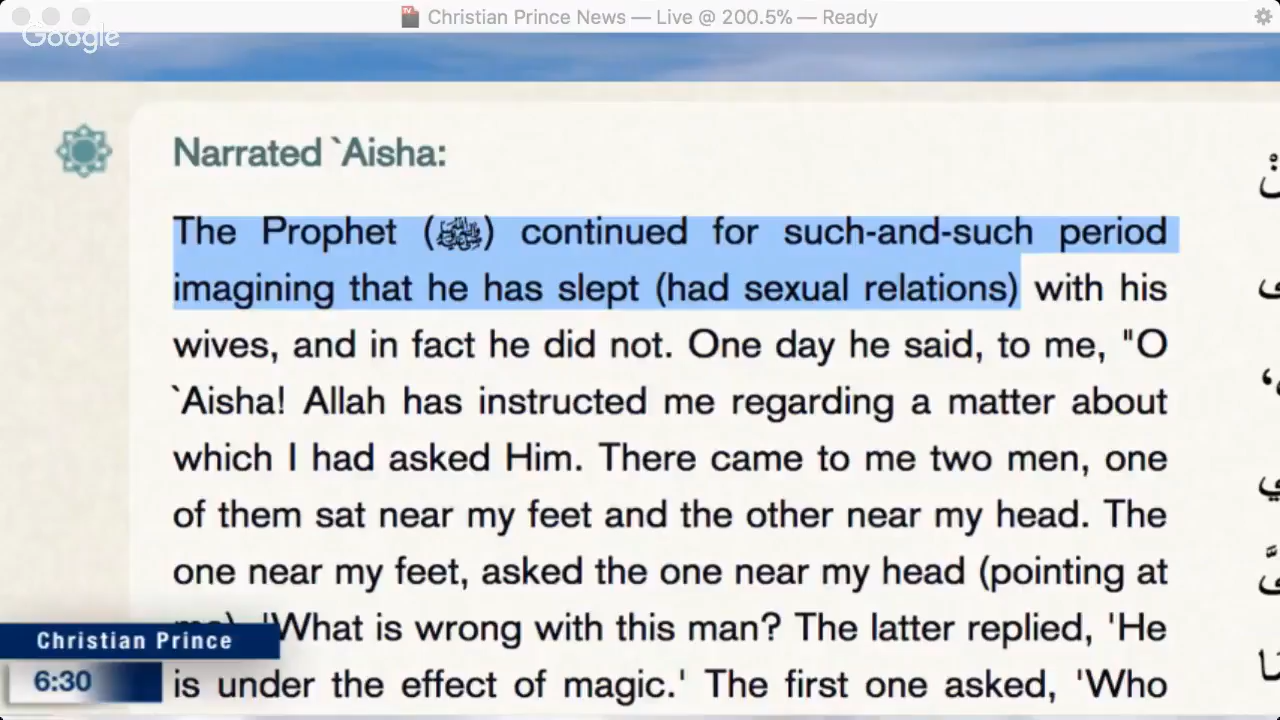 Christian Prince News — Live @ 200.5% — Ready
Google
Narrated `Aisha:
The Prophet (ﷺ) continued for such-and-such period
imagining that he has slept (had sexual relations) with his
wives, and in fact he did not. One day he said, to me, "O
`Aisha! Allah has instructed me regarding a matter about
which I had asked Him. There came to me two men, one
of them sat near my feet and the other near my head. The
one near my feet, asked the one near my head (pointing at
'What is wrong with this man? The latter replied, 'He
is under the effect of magic.' The first one asked, 'Who
Christian Prince
6:30